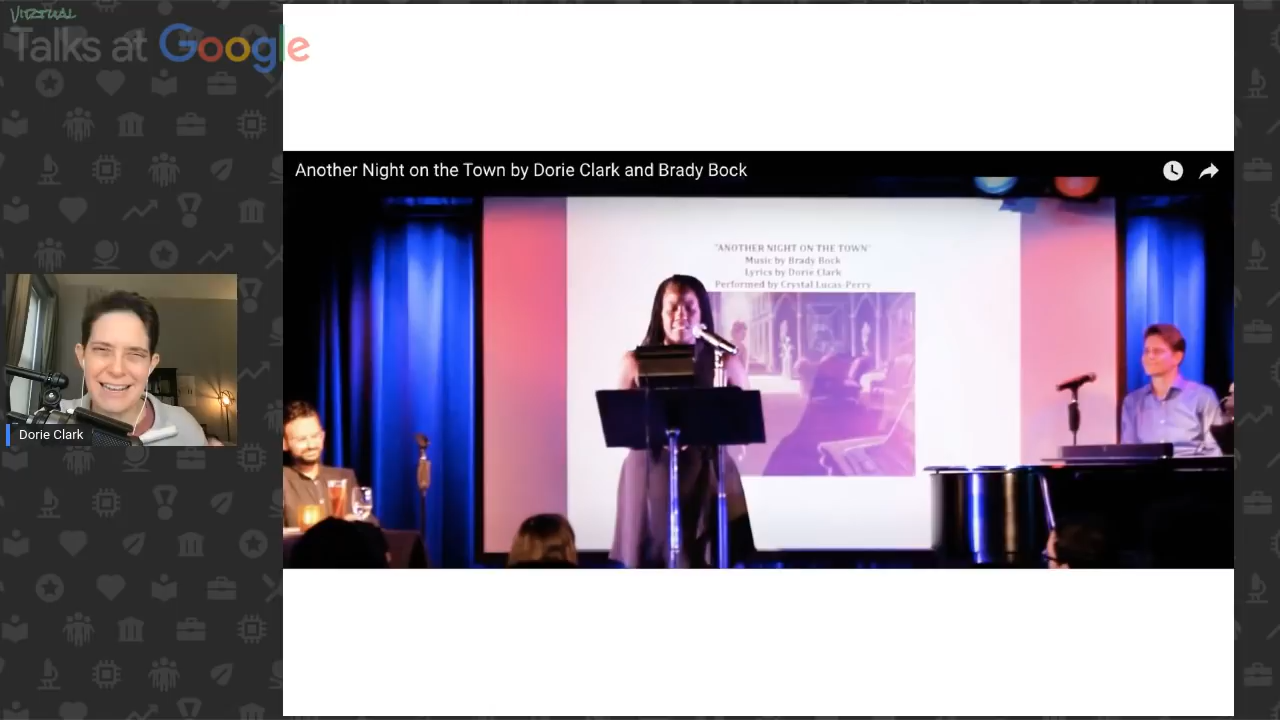 VIRTUAL
Talks at Google
Another Night on the Town by Dorie Clark and Brady Bock
"ANOTHER NIGHT ON THE TOWN"
Music by Brady Bock
Lyrics by Dorie Clark
Performed by Crystal Lucas-Perry
Dorie Clark